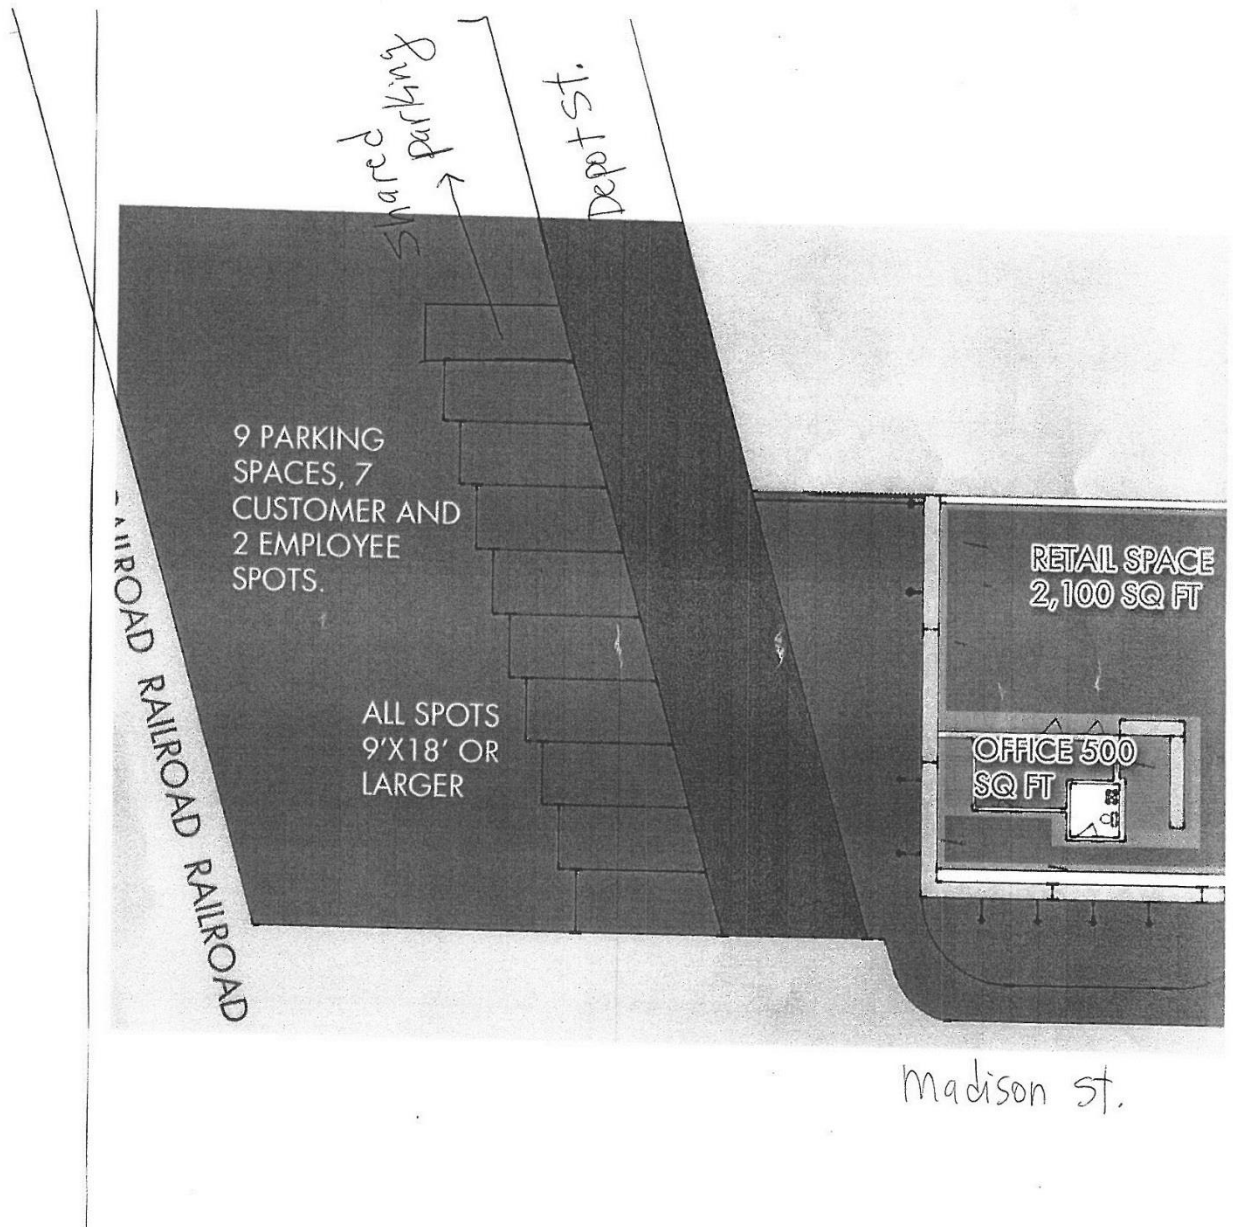 Shared
parking
Depot St.
9 PARKING
SPACES, 7
CUSTOMER AND
2 EMPLOYEE
SPOTS.
ALL SPOTS
9'X18' OR
LARGER
RAILROAD RAILROAD RAILROAD
RETAIL SPACE
2,100 SQ FT
OFFICE 500
SQ FT
Madison St.